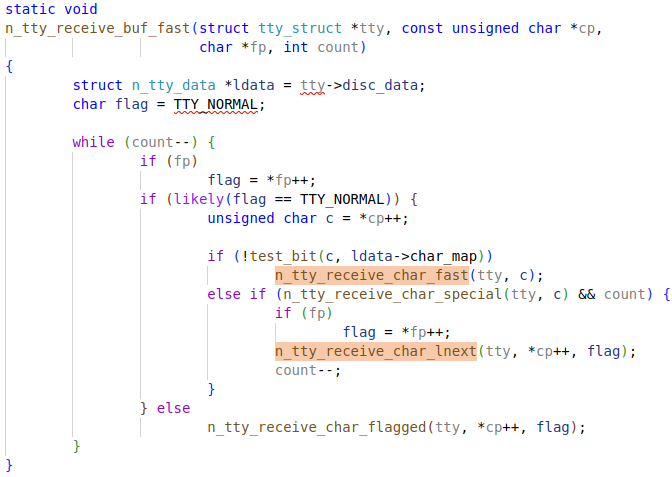 static void
n_tty_receive_buf_fast(struct tty_struct *tty, const unsigned char *cp,
                       char *fp, int count)
{
        struct n_tty_data *ldata = tty->disc_data;
        char flag = TTY_NORMAL;

        while (count--) {
                if (fp)
                        flag = *fp++;
                if (likely(flag == TTY_NORMAL)) {
                        unsigned char c = *cp++;

                        if (!test_bit(c, ldata->char_map))
                                n_tty_receive_char_fast(tty, c);
                        else if (n_tty_receive_char_special(tty, c) && count) {
                                if (fp)
                                        flag = *fp++;
                                n_tty_receive_char_lnext(tty, *cp++, flag);
                                count--;
                        }
                } else
                        n_tty_receive_char_flagged(tty, *cp++, flag);
        }
}